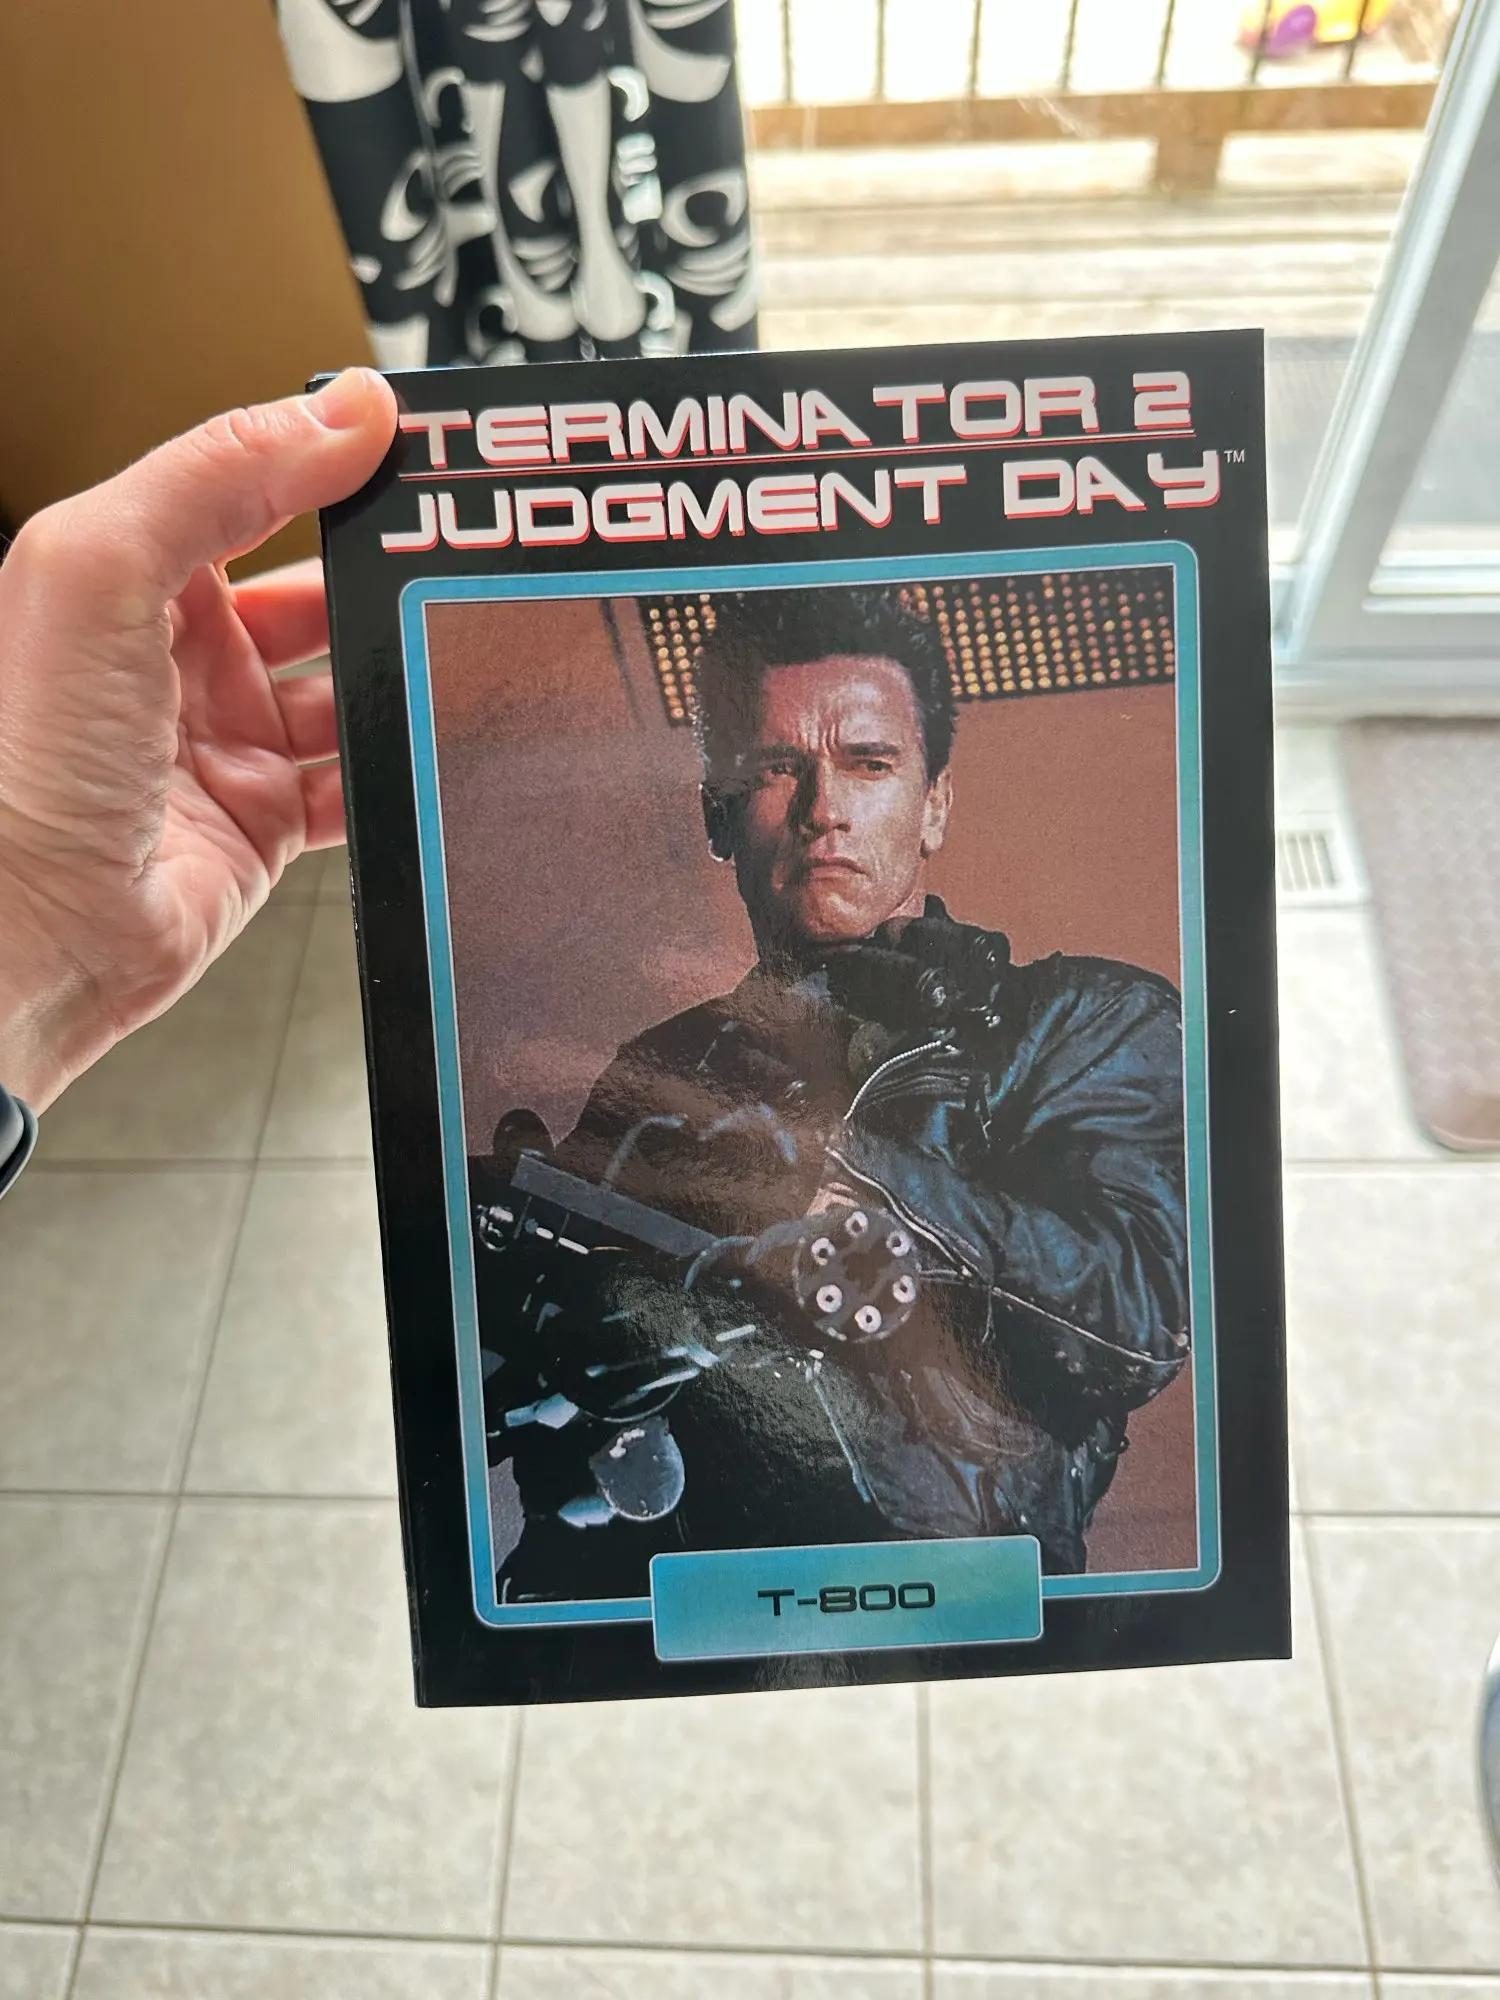 TERMINATOR 2
JUDGMENT DAY™
T-800